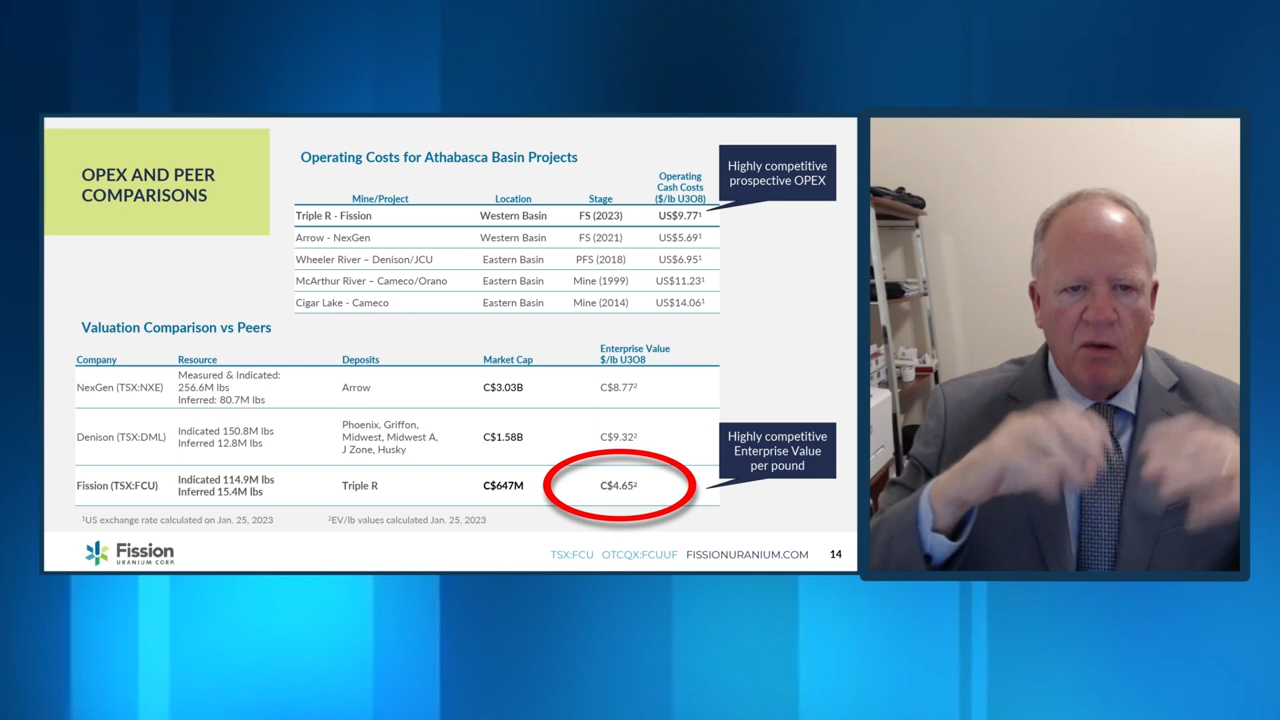 OPEX AND PEER
COMPARISONS
Operating Costs for Athabasca Basin Projects
Mine/Project Location Stage Operating
Cash Costs
($/lb U3O8)
Triple R - Fission Western Basin FS (2023) US$9.77¹
Arrow - NexGen Western Basin FS (2021) US$5.69¹
Wheeler River – Denison/JCU Eastern Basin PFS (2018) US$6.95¹
McArthur River – Cameco/Orano Eastern Basin Mine (1999) US$11.23¹
Cigar Lake - Cameco Eastern Basin Mine (2014) US$14.06¹
Highly competitive
prospective OPEX
Valuation Comparison vs Peers
Company Resource Deposits Market Cap Enterprise Value
$/lb U3O8
NexGen (TSX:NXE) Measured & Indicated:
256.6M lbs
Inferred: 80.7M lbs Arrow C$3.03B C$8.77²
Denison (TSX:DML) Indicated 150.8M lbs
Inferred 12.8M lbs Phoenix, Griffon,
Midwest, Midwest A,
J Zone, Husky C$1.58B C$9.32²
Fission (TSX:FCU) Indicated 114.9M lbs
Inferred 15.4M lbs Triple R C$647M C$4.65²
Highly competitive
Enterprise Value
per pound
¹US exchange rate calculated on Jan. 25, 2023 ²EV/lb values calculated Jan. 25, 2023
Fission
URANIUM CORP.
TSX:FCU OTCQX:FCUUF FISSIONURANIUM.COM 14